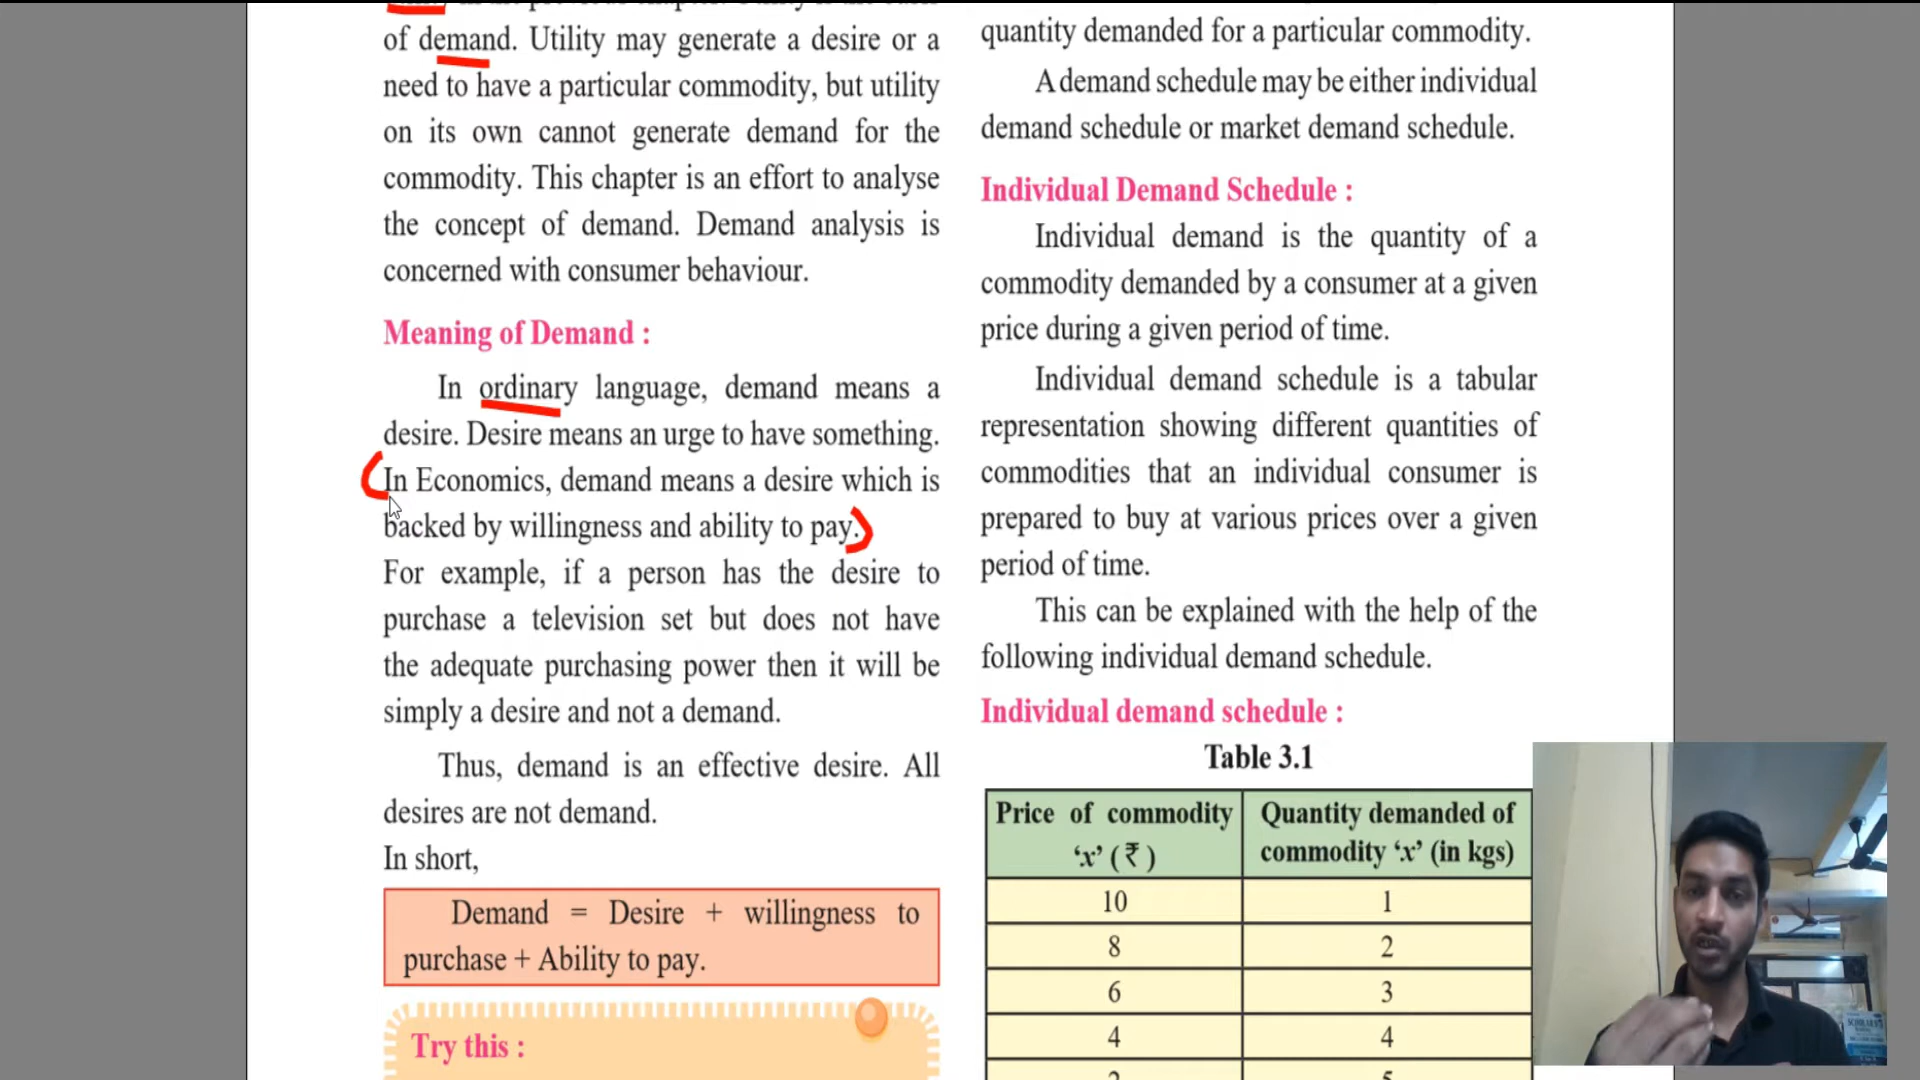 of demand. Utility may generate a desire or a
need to have a particular commodity, but utility
on its own cannot generate demand for the
commodity. This chapter is an effort to analyse
the concept of demand. Demand analysis is
concerned with consumer behaviour.
Meaning of Demand :
In ordinary language, demand means a
desire. Desire means an urge to have something.
In Economics, demand means a desire which is
backed by willingness and ability to pay.
For example, if a person has the desire to
purchase a television set but does not have
the adequate purchasing power then it will be
simply a desire and not a demand.
Thus, demand is an effective desire. All
desires are not demand.
In short,
Demand = Desire + willingness to
purchase + Ability to pay.
Try this :
quantity demanded for a particular commodity.
A demand schedule may be either individual
demand schedule or market demand schedule.
Individual Demand Schedule :
Individual demand is the quantity of a
commodity demanded by a consumer at a given
price during a given period of time.
Individual demand schedule is a tabular
representation showing different quantities of
commodities that an individual consumer is
prepared to buy at various prices over a given
period of time.
This can be explained with the help of the
following individual demand schedule.
Individual demand schedule :
Table 3.1
Price of commodity
‘x’ (₹)
Quantity demanded of
commodity ‘x’ (in kgs)
10 1
8 2
6 3
4 4
2 5